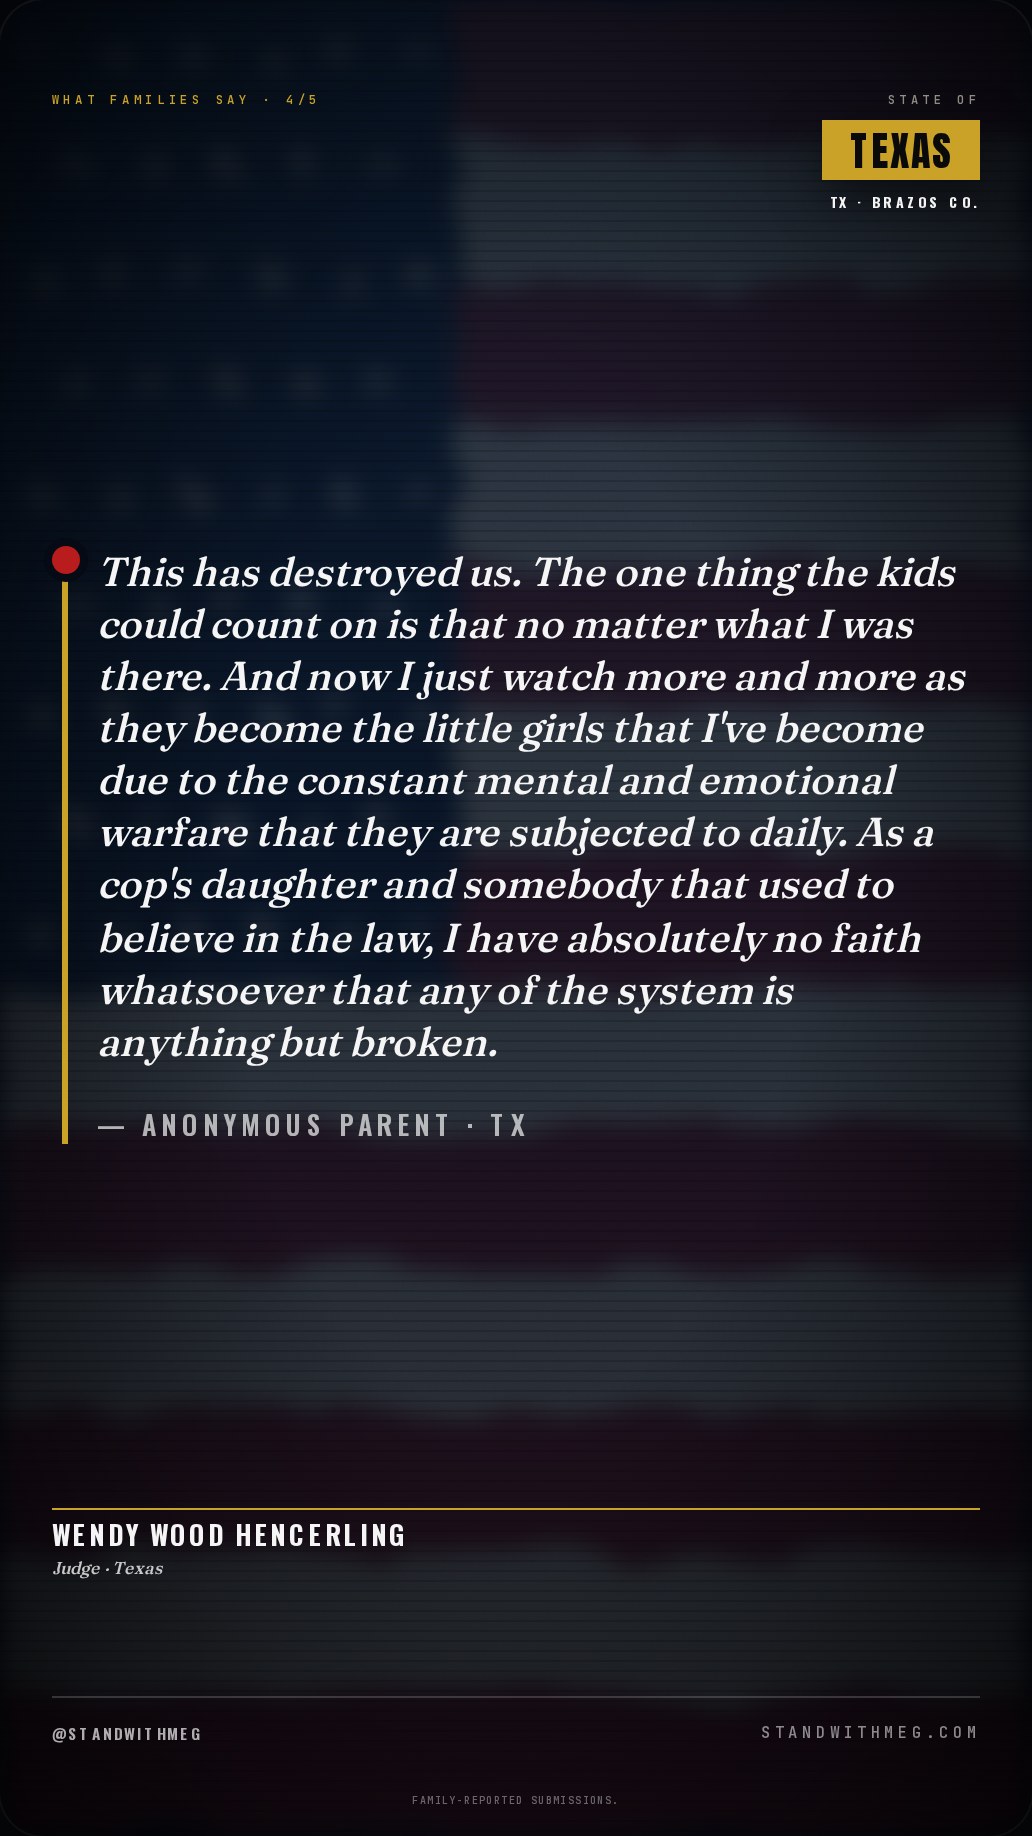 WHAT FAMILIES SAY · 4/5
STATE OF
TEXAS
TX · BRAZOS CO.
This has destroyed us. The one thing the kids
could count on is that no matter what I was
there. And now I just watch more and more as
they become the little girls that I've become
due to the constant mental and emotional
warfare that they are subjected to daily. As a
cop's daughter and somebody that used to
believe in the law, I have absolutely no faith
whatsoever that any of the system is
anything but broken.
— ANONYMOUS PARENT · TX
WENDY WOOD HENCERLING
Judge · Texas
@STANDWITHMEG
STANDWITHMEG.COM
FAMILY-REPORTED SUBMISSIONS.